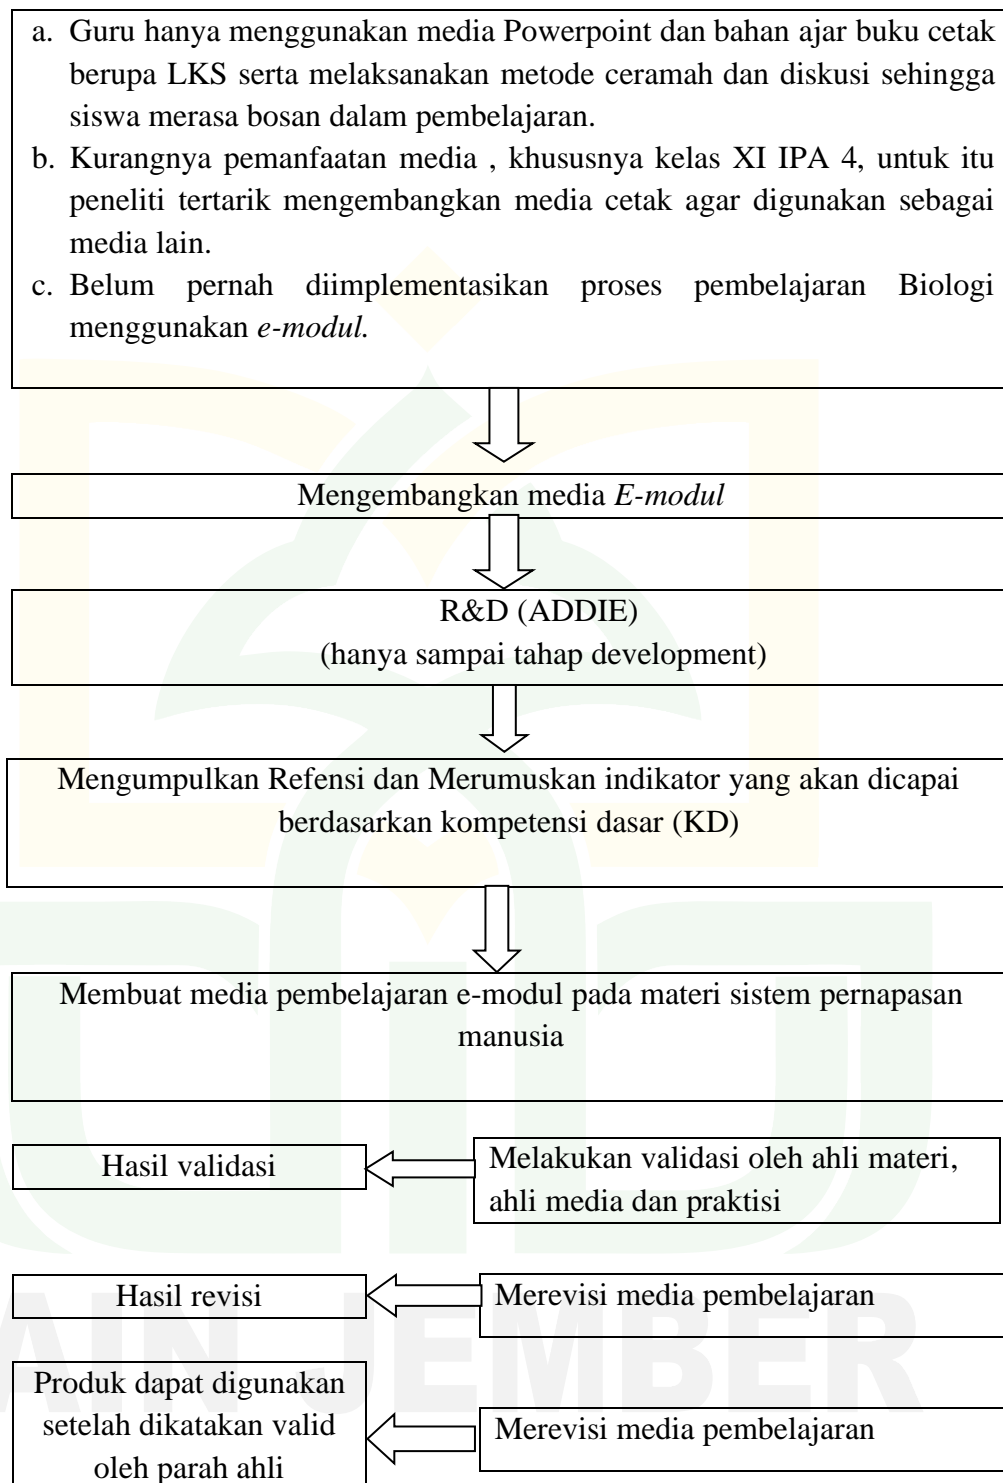 a. Guru hanya menggunakan media Powerpoint dan bahan ajar buku cetak
berupa LKS serta melaksanakan metode ceramah dan diskusi sehingga
siswa merasa bosan dalam pembelajaran.
b. Kurangnya pemanfaatan media , khususnya kelas XI IPA 4, untuk itu
peneliti tertarik mengembangkan media cetak agar digunakan sebagai
media lain.
c. Belum pernah diimplementasikan proses pembelajaran Biologi
menggunakan e-modul.
Mengembangkan media E-modul
R&D (ADDIE)
(hanya sampai tahap development)
Mengumpulkan Refensi dan Merumuskan indikator yang akan dicapai
berdasarkan kompetensi dasar (KD)
Membuat media pembelajaran e-modul pada materi sistem pernapasan
manusia
Melakukan validasi oleh ahli materi,
ahli media dan praktisi
Hasil validasi
Merevisi media pembelajaran
Hasil revisi
Merevisi media pembelajaran
Produk dapat digunakan
setelah dikatakan valid
oleh parah ahli
AIN JEMBER